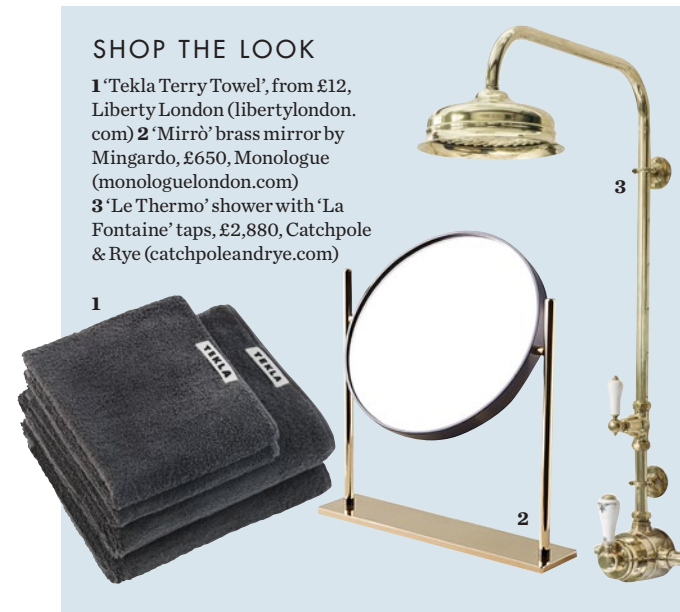 SHOP THE LOOK
1 ‘Tekla Terry Towel’, from £12,
Liberty London (libertylondon.
com) 2 ‘Mirrò’ brass mirror by
Mingardo, £650, Monologue
(monologuelondon.com)
3 ‘Le Thermo’ shower with ‘La
Fontaine’ taps, £2,880, Catchpole
& Rye (catchpoleandrye.com)
3
1
TEKLA
TEKLA
2